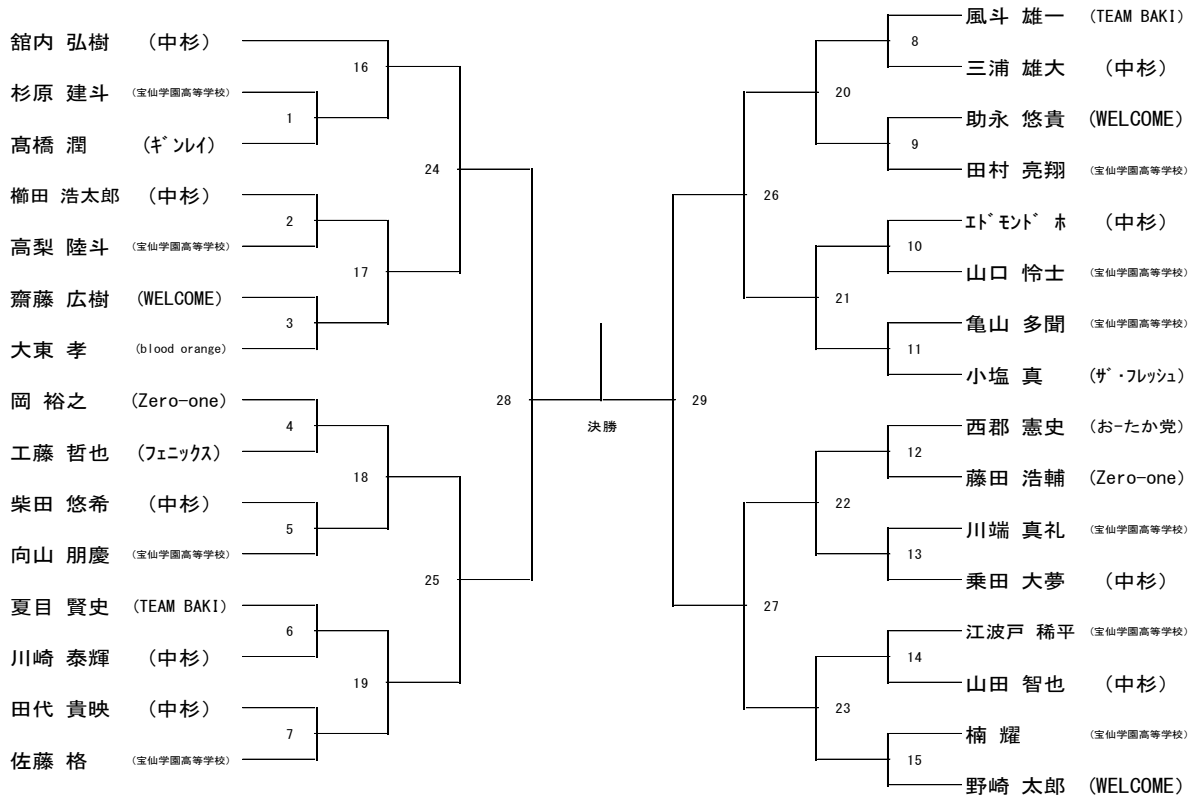 舘内 弘樹 (中杉)
16
杉原 建斗 (宝仙学園高等学校)
1
髙橋 潤 (ｷﾞﾝﾚｲ)
24
櫛田 浩太郎 (中杉)
2
高梨 陸斗 (宝仙学園高等学校)
17
齋藤 広樹 (WELCOME)
3
大東 孝 (blood orange)
28
岡 裕之 (Zero-one)
4
工藤 哲也 (ﾌｪﾆｯｸｽ)
18
柴田 悠希 (中杉)
5
向山 朋慶 (宝仙学園高等学校)
25
夏目 賢史 (TEAM BAKI)
6
川崎 泰輝 (中杉)
19
田代 貴映 (中杉)
7
佐藤 格 (宝仙学園高等学校)
決勝
風斗 雄一 (TEAM BAKI)
8
三浦 雄大 (中杉)
20
助永 悠貴 (WELCOME)
9
田村 亮翔 (宝仙学園高等学校)
26
ｴﾄﾞﾓﾝﾄﾞ ﾎ (中杉)
10
山口 怜士 (宝仙学園高等学校)
21
亀山 多聞 (宝仙学園高等学校)
11
小塩 真 (ｻﾞ・ﾌﾚｯｼｭ)
29
西郡 憲史 (お-たか党)
12
藤田 浩輔 (Zero-one)
22
川端 真礼 (宝仙学園高等学校)
13
乗田 大夢 (中杉)
27
江波戸 稀平 (宝仙学園高等学校)
14
山田 智也 (中杉)
23
楠 耀 (宝仙学園高等学校)
15
野崎 太郎 (WELCOME)